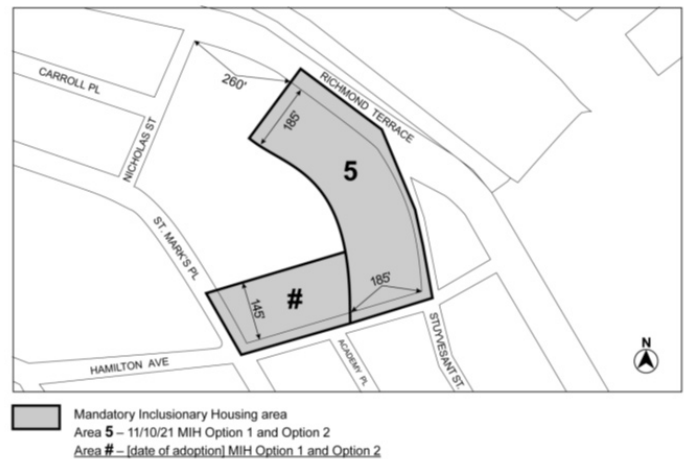 CARROLL PL
NICHOLAS ST
260'
RICHMOND TERRACE
185'
5
ST. MARK'S PL
145'
#
185'
HAMILTON AVE
ACADEMY PL
STUYVESANT ST.
N
Mandatory Inclusionary Housing area
Area 5 – 11/10/21 MIH Option 1 and Option 2
Area # – [date of adoption] MIH Option 1 and Option 2